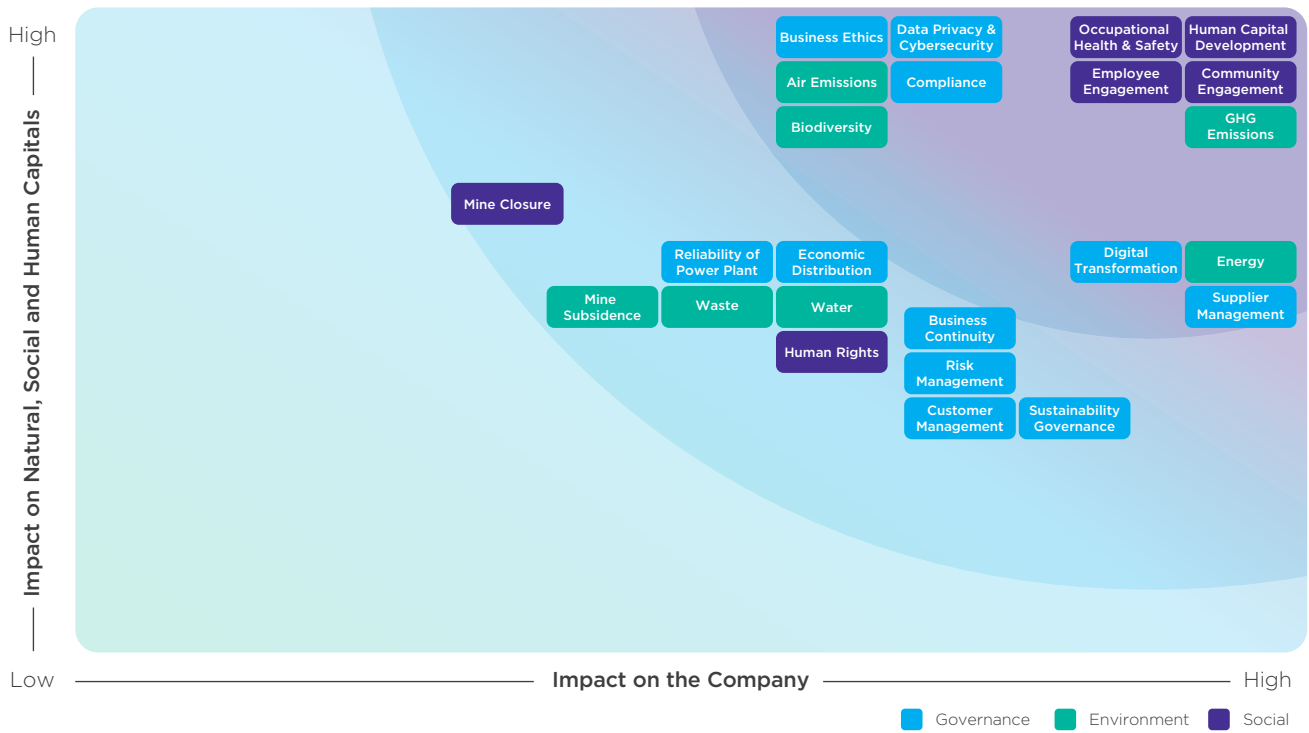 High
Impact on Natural, Social and Human Capitals
Business Ethics
Data Privacy &
Cybersecurity
Occupational
Health & Safety
Human Capital
Development
Air Emissions
Compliance
Employee
Engagement
Community
Engagement
Biodiversity
GHG
Emissions
Mine Closure
Reliability of
Power Plant
Economic
Distribution
Digital
Transformation
Energy
Mine
Subsidence
Waste
Water
Supplier
Management
Business
Continuity
Human Rights
Risk
Management
Customer
Management
Sustainability
Governance
Low
Impact on the Company
High
Governance
Environment
Social